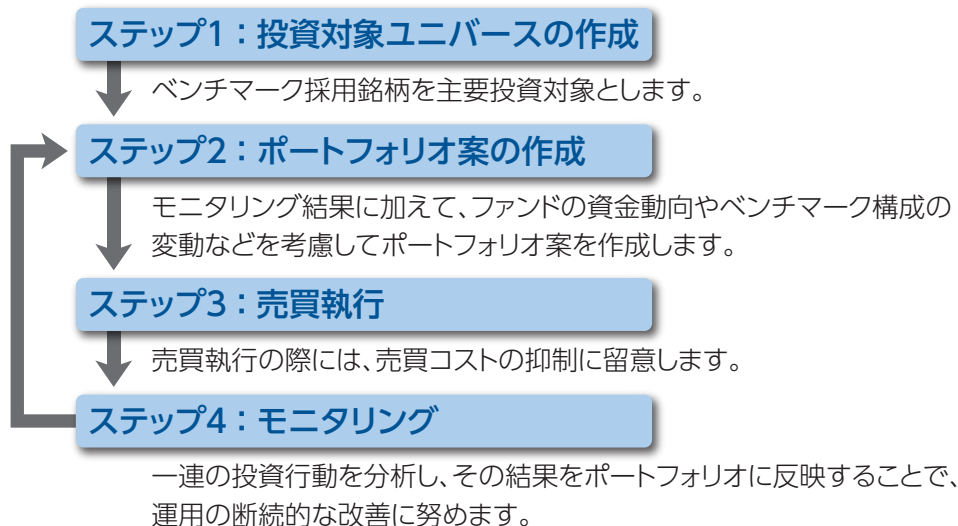 ステップ1：投資対象ユニバースの作成
ベンチマーク採用銘柄を主要投資対象とします。
ステップ2：ポートフォリオ案の作成
モニタリング結果に加えて、ファンドの資金動向やベンチマーク構成の
変動などを考慮してポートフォリオ案を作成します。
ステップ3：売買執行
売買執行の際には、売買コストの抑制に留意します。
ステップ4：モニタリング
一連の投資行動を分析し、その結果をポートフォリオに反映することで、
運用の断続的な改善に努めます。